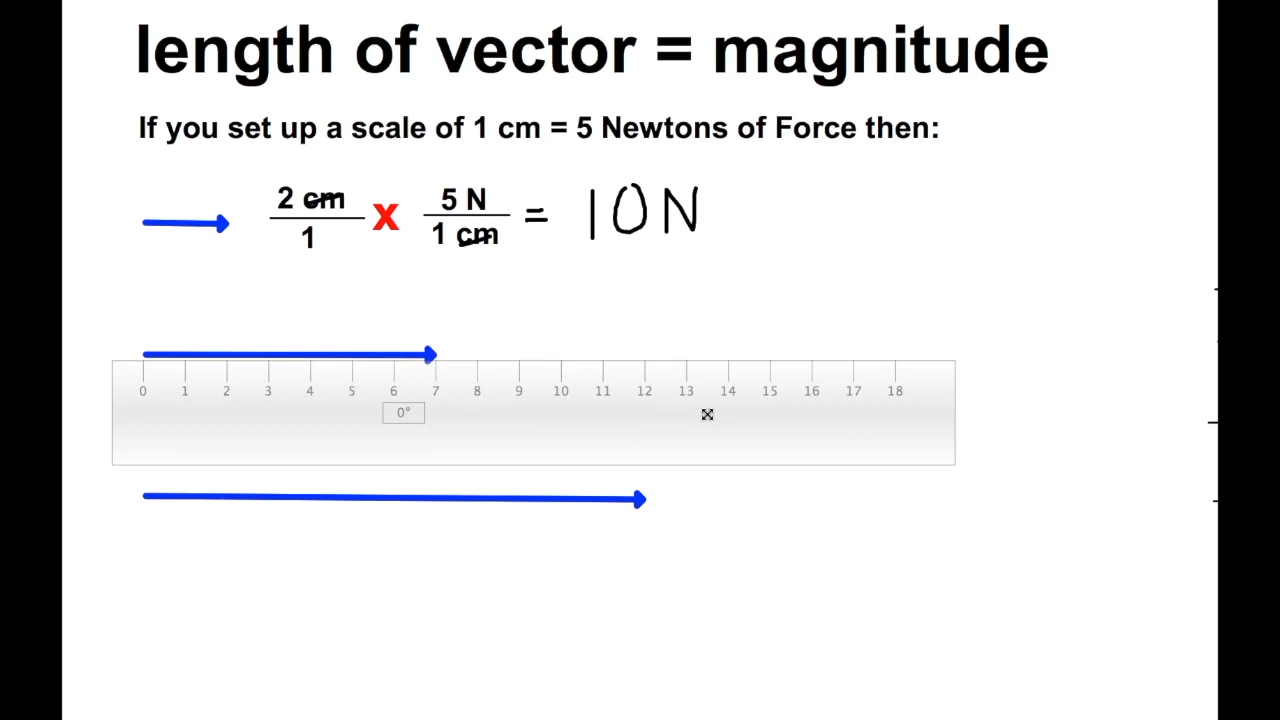 length of vector = magnitude
If you set up a scale of 1 cm = 5 Newtons of Force then:
2 cm x 5 N = 10 N
1 1 cm
0 1 2 3 4 5 6 7 8 9 10 11 12 13 14 15 16 17 18
0°